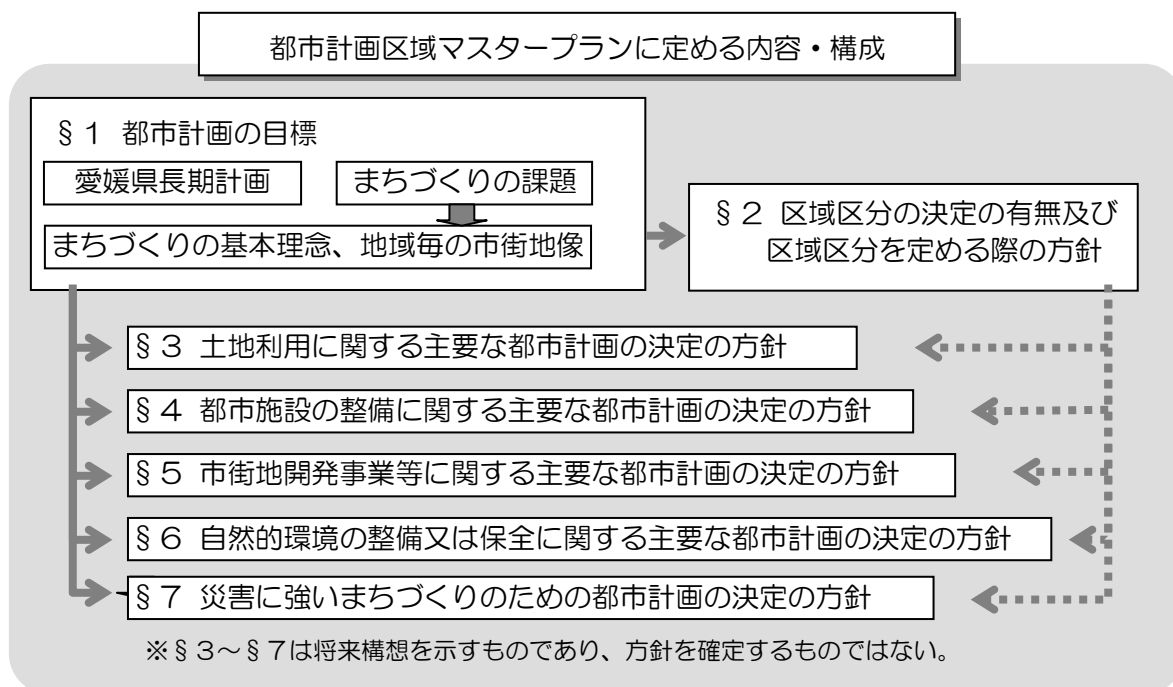 都市計画区域マスタープランに定める内容・構成
§1 都市計画の目標
愛媛県長期計画
まちづくりの課題
まちづくりの基本理念、地域毎の市街地像
§2 区域区分の決定の有無及び
区域区分を定める際の方針
§3 土地利用に関する主要な都市計画の決定の方針
§4 都市施設の整備に関する主要な都市計画の決定の方針
§5 市街地開発事業等に関する主要な都市計画の決定の方針
§6 自然的環境の整備又は保全に関する主要な都市計画の決定の方針
§7 災害に強いまちづくりのための都市計画の決定の方針
※§3～§7は将来構想を示すものであり、方針を確定するものではない。